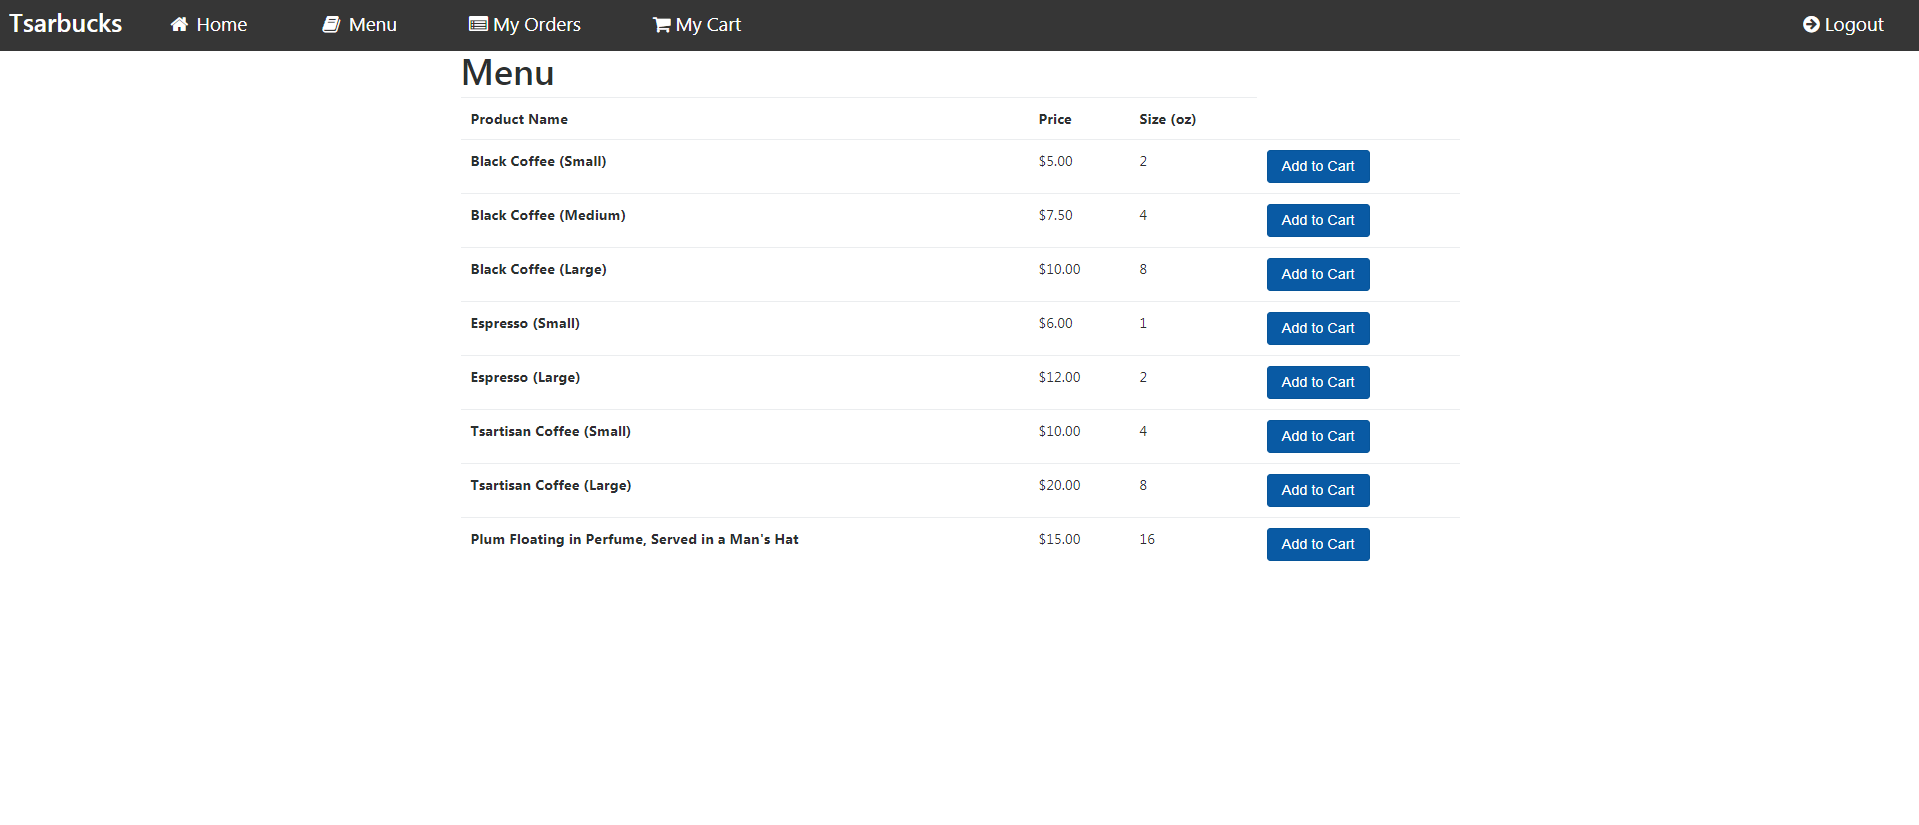 Tsarbucks Home Menu My Orders My Cart Logout
Menu
Product Name Price Size (oz)
Black Coffee (Small) $5.00 2 Add to Cart
Black Coffee (Medium) $7.50 4 Add to Cart
Black Coffee (Large) $10.00 8 Add to Cart
Espresso (Small) $6.00 1 Add to Cart
Espresso (Large) $12.00 2 Add to Cart
Tsartisan Coffee (Small) $10.00 4 Add to Cart
Tsartisan Coffee (Large) $20.00 8 Add to Cart
Plum Floating in Perfume, Served in a Man's Hat $15.00 16 Add to Cart